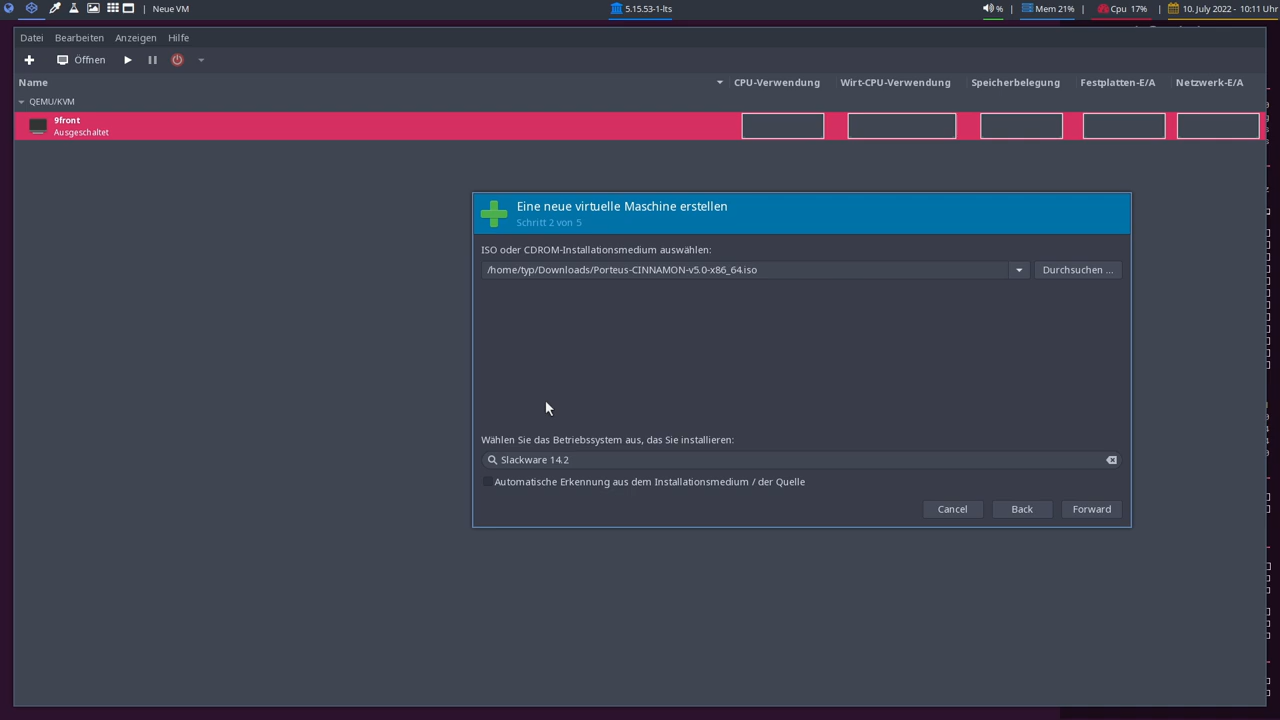 Neue VM
5.15.53-1-lts
% | Mem 21% | Cpu 17% | 10. July 2022 - 10:11 Uhr
Datei Bearbeiten Anzeigen Hilfe
Öffnen
Name CPU-Verwendung Wirt-CPU-Verwendung Speicherbelegung Festplatten-E/A Netzwerk-E/A
QEMU/KVM
9front
Ausgeschaltet
Eine neue virtuelle Maschine erstellen
Schritt 2 von 5
ISO oder CDROM-Installationsmedium auswählen:
/home/typ/Downloads/Porteus-CINNAMON-v5.0-x86_64.iso Durchsuchen ...
Wählen Sie das Betriebssystem aus, das Sie installieren:
Slackware 14.2
Automatische Erkennung aus dem Installationsmedium / der Quelle
Cancel Back Forward